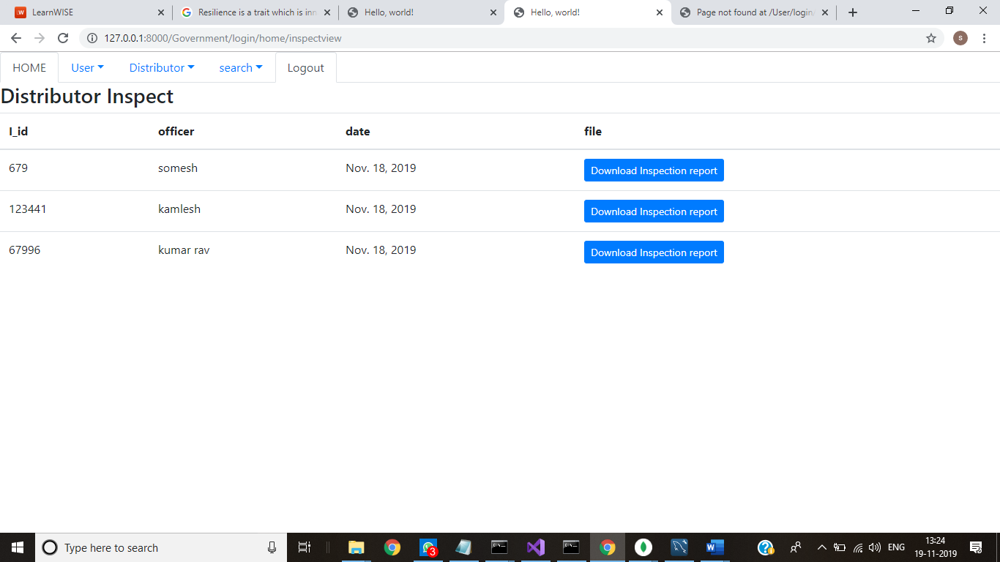 LearnWISE
Resilience is a trait which is inn
Hello, world!
Hello, world!
Page not found at /User/login/
127.0.0.1:8000/Government/login/home/inspectview
s
HOME User Distributor search Logout
Distributor Inspect
I_id officer date file
679 somesh Nov. 18, 2019 Download Inspection report
123441 kamlesh Nov. 18, 2019 Download Inspection report
67996 kumar rav Nov. 18, 2019 Download Inspection report
Type here to search
3
W
ENG
13:24
19-11-2019